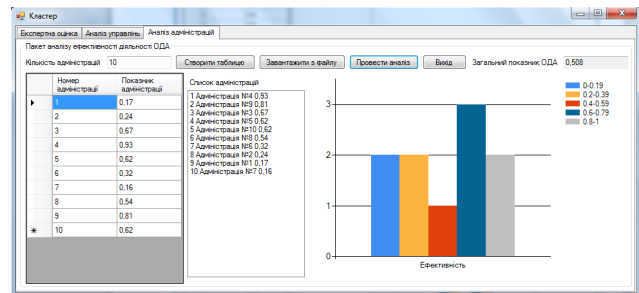 Кластер
Експертна оцінка Аналіз управлінь Аналіз адміністрацій
Пакет аналізу ефективності діяльності ОДА
Кількість адміністрацій 10 Створити таблицю Завантажити з файлу Провести аналіз Вихід Загальний показник ОДА 0,508
Номер адміністрації Показник адміністрації
1 0,17
2 0,24
3 0,67
4 0,93
5 0,62
6 0,32
7 0,16
8 0,54
9 0,81
10 0,62
Список адміністрацій
1 Адміністрація №4 0,93
2 Адміністрація №9 0,81
3 Адміністрація №3 0,67
4 Адміністрація №5 0,62
5 Адміністрація №10 0,62
6 Адміністрація №8 0,54
7 Адміністрація №6 0,32
8 Адміністрація №2 0,24
9 Адміністрація №1 0,17
10 Адміністрація №7 0,16
3
2
1
0
Ефективність
0-0.19
0.2-0.39
0.4-0.59
0.6-0.79
0.8-1